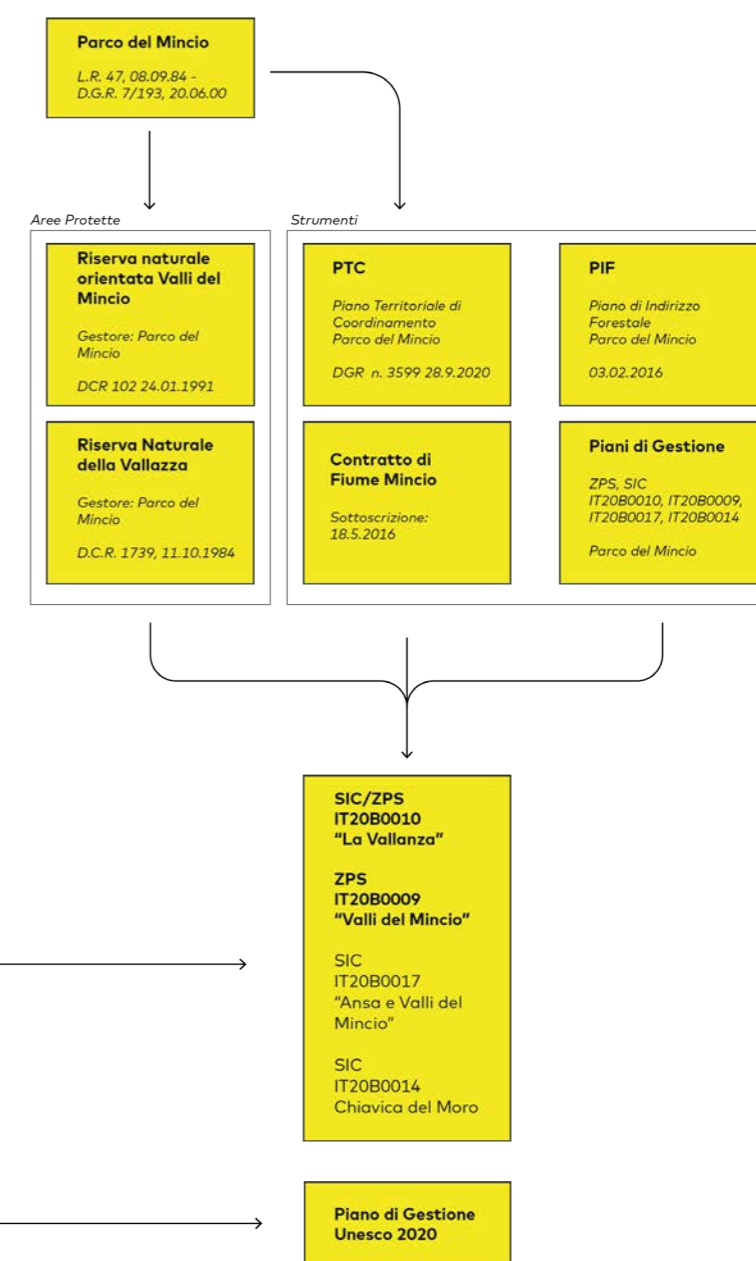 Parco del Mincio
L.R. 47, 08.09.84 -
D.G.R. 7/193, 20.06.00
Aree Protette
Riserva naturale
orientata Valli del
Mincio
Gestore: Parco del
Mincio
DCR 102 24.01.1991
Riserva Naturale
della Vallazza
Gestore: Parco del
Mincio
D.C.R. 1739, 11.10.1984
Strumenti
PTC
Piano Territoriale di
Coordinamento
Parco del Mincio
DGR n. 3599 28.9.2020
PIF
Piano di Indirizzo
Forestale
Parco del Mincio
03.02.2016
Contratto di
Fiume Mincio
Sottoscrizione:
18.5.2016
Piani di Gestione
ZPS, SIC
IT20B0010, IT20B0009,
IT20B0017, IT20B0014
Parco del Mincio
SIC/ZPS
IT20B0010
“La Vallanza”
ZPS
IT20B0009
“Valli del Mincio”
SIC
IT20B0017
“Ansa e Valli del
Mincio”
SIC
IT20B0014
Chiavica del Moro
Piano di Gestione
Unesco 2020